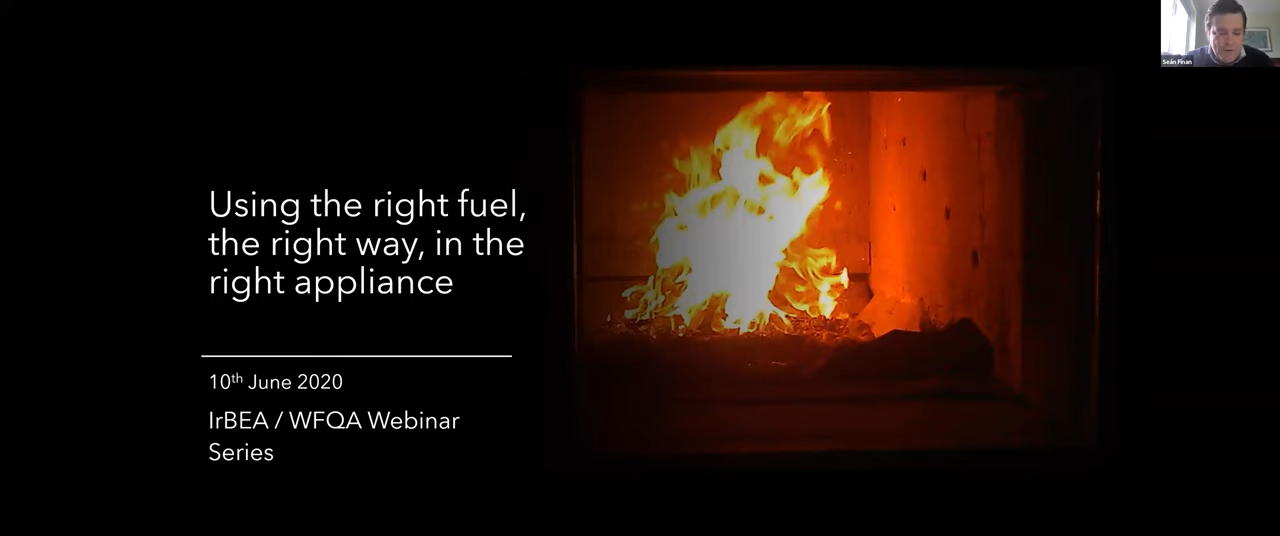 Seán Finan
Using the right fuel,
the right way, in the
right appliance
10th June 2020
IrBEA / WFQA Webinar
Series